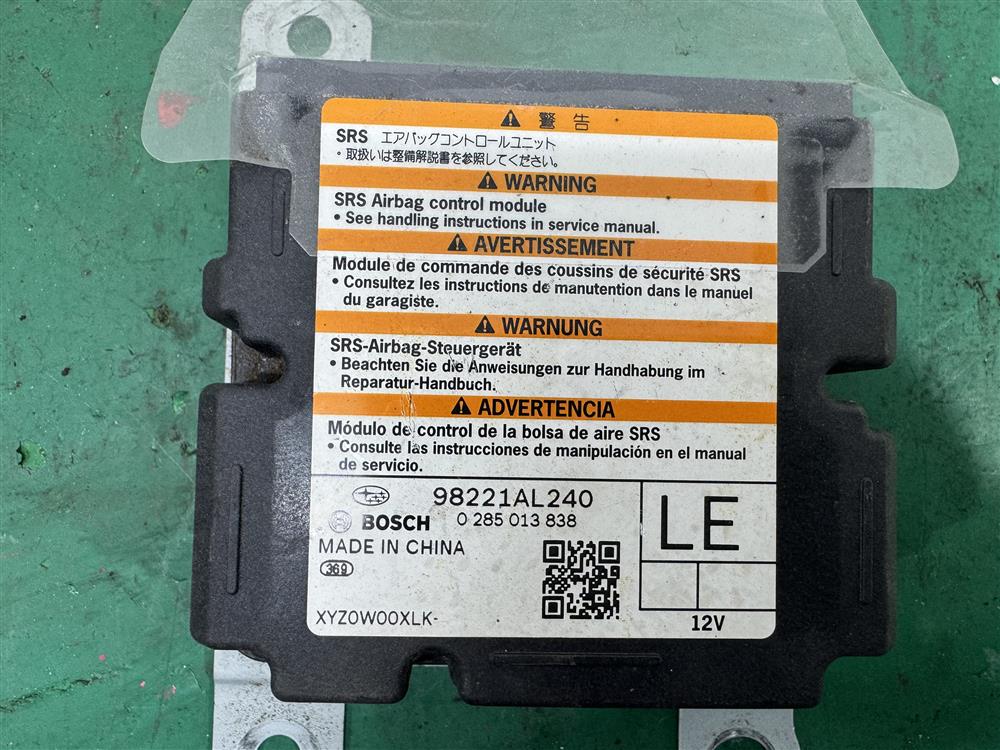 警告
SRS エアバッグコントロールユニット
・取扱いは整備解説書を参照してください。
WARNING
SRS Airbag control module
• See handling instructions in service manual.
AVERTISSEMENT
Module de commande des coussins de sécurité SRS
• Consultez les instructions de manutention dans le manuel
du garagiste.
WARNUNG
SRS-Airbag-Steuergerät
• Beachten Sie die Anweisungen zur Handhabung im
Reparatur-Handbuch.
ADVERTENCIA
Módulo de control de la bolsa de aire SRS
• Consulte las instrucciones de manipulación en el manual
de servicio.
98221AL240
BOSCH 0 285 013 838
LE
MADE IN CHINA
369
XYZ0W00XLK-
12V